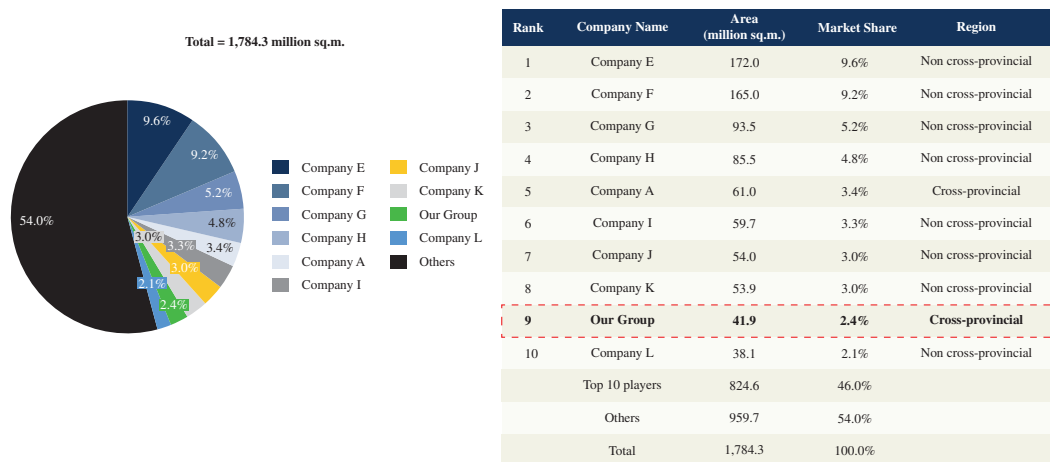 Total = 1,784.3 million sq.m.
9.6%
9.2%
5.2%
4.8%
3.4%
3.3%
3.0%
3.0%
2.4%
2.1%
54.0%
Company E
Company F
Company G
Company H
Company A
Company I
Company J
Company K
Our Group
Company L
Others
Rank Company Name Area (million sq.m.) Market Share Region
1 Company E 172.0 9.6% Non cross-provincial
2 Company F 165.0 9.2% Non cross-provincial
3 Company G 93.5 5.2% Non cross-provincial
4 Company H 85.5 4.8% Non cross-provincial
5 Company A 61.0 3.4% Cross-provincial
6 Company I 59.7 3.3% Non cross-provincial
7 Company J 54.0 3.0% Non cross-provincial
8 Company K 53.9 3.0% Non cross-provincial
9 Our Group 41.9 2.4% Cross-provincial
10 Company L 38.1 2.1% Non cross-provincial
Top 10 players 824.6 46.0%
Others 959.7 54.0%
Total 1,784.3 100.0%